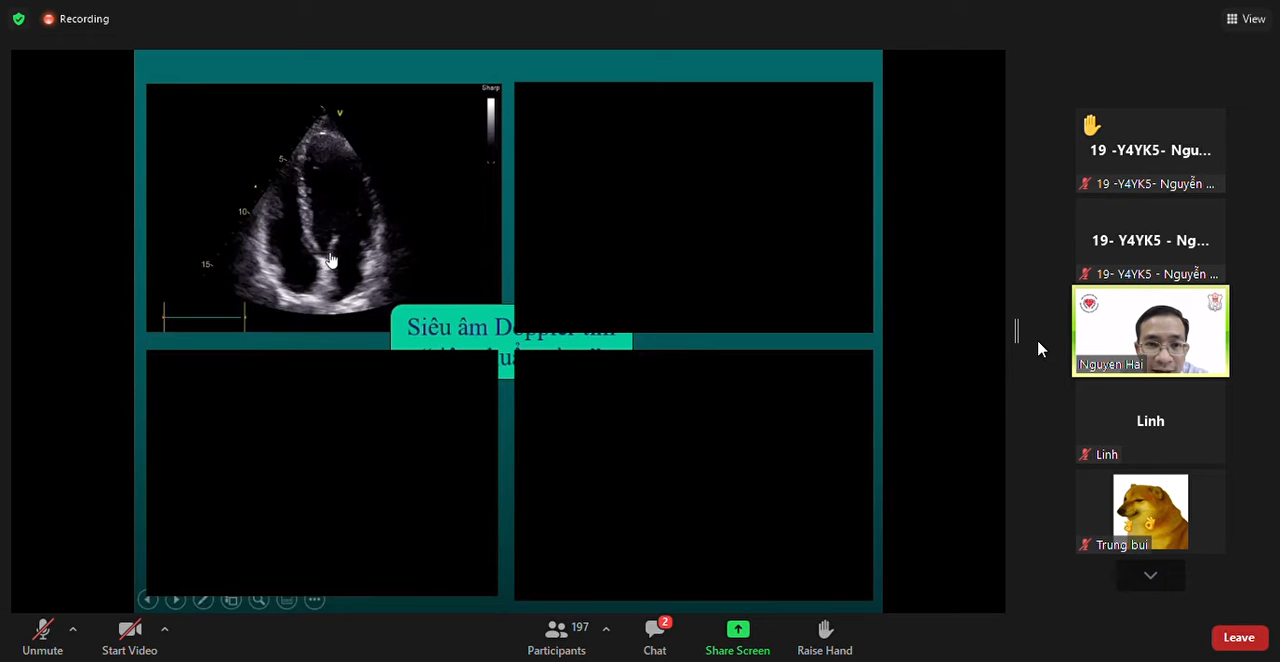 Recording
View
Sharp
V
5
10
15
Siêu âm Doppler tim
19 -Y4YK5- Ngu...
19 -Y4YK5- Nguyễn ...
19- Y4YK5 - Ng...
19- Y4YK5 - Nguyễn ...
Nguyen Hai
Linh
Linh
Trung bui
Unmute
Start Video
197
Participants
2
Chat
Share Screen
Raise Hand
Leave